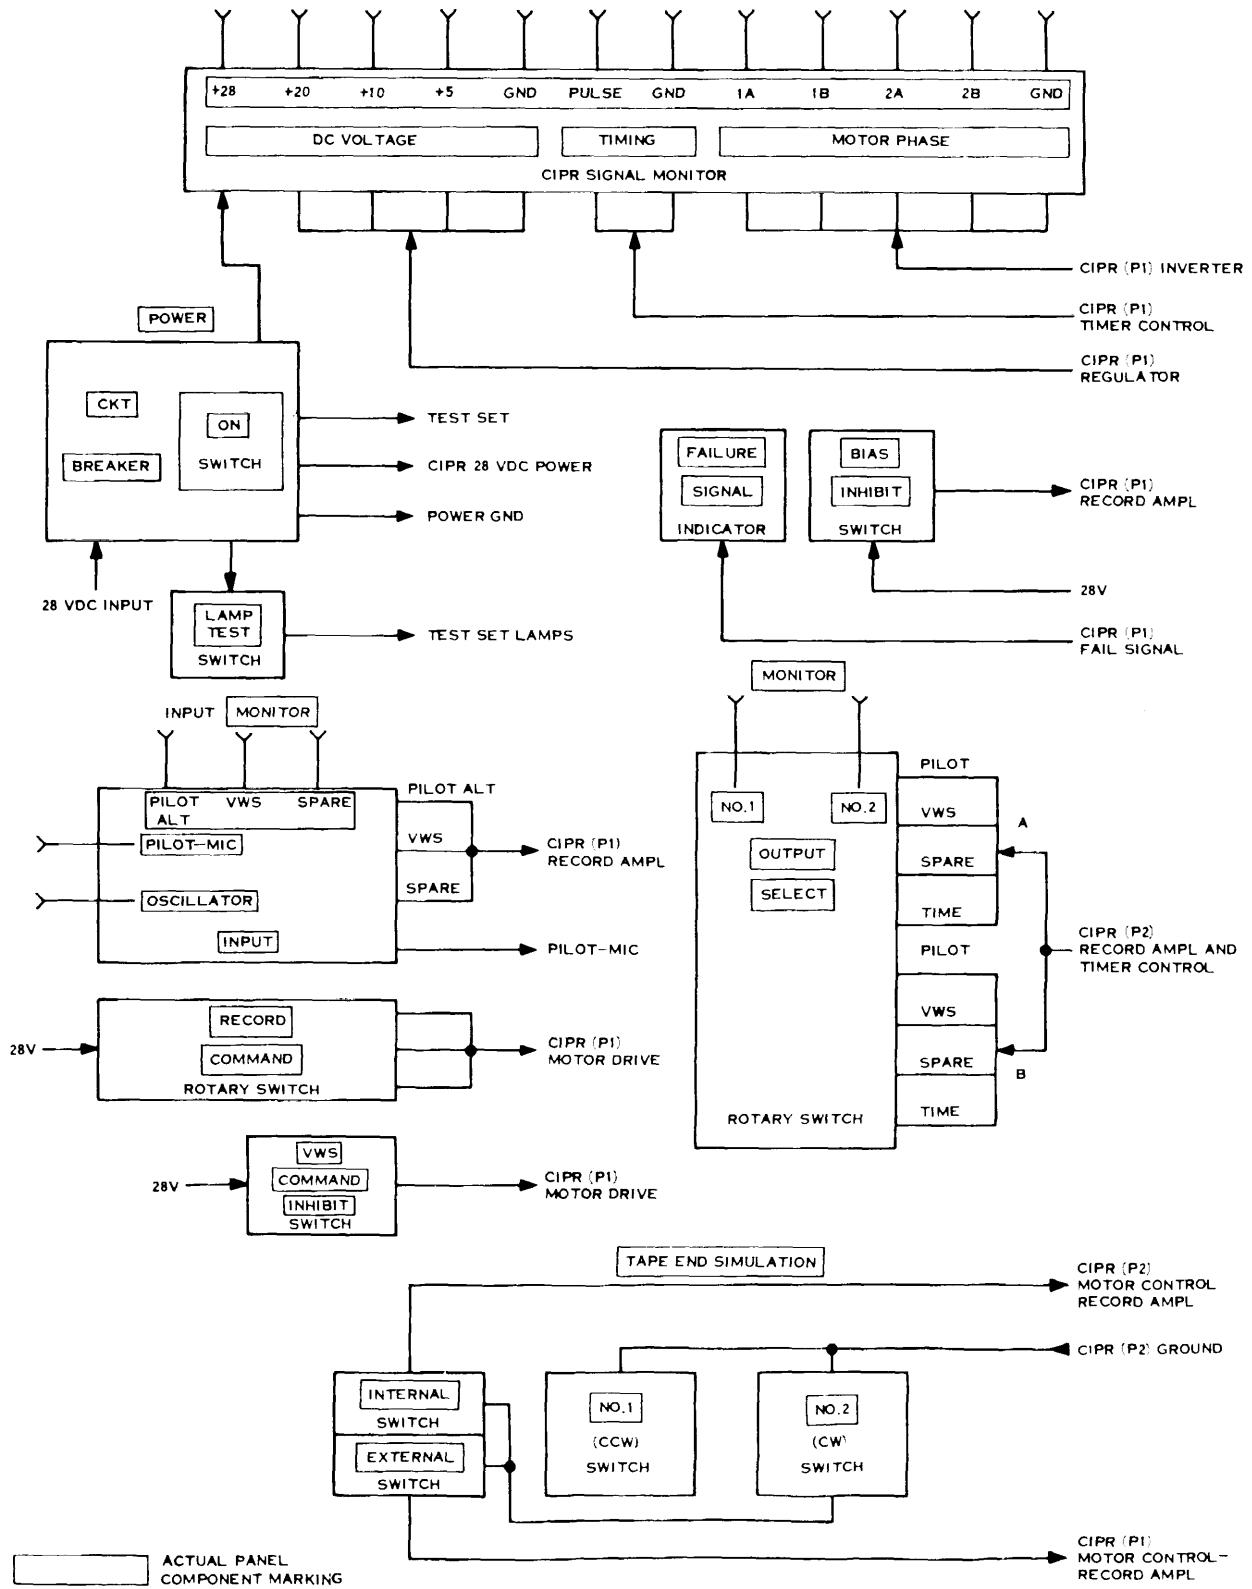 +28 +20 +10 +5 GND PULSE GND 1A 1B 2A 2B GND
DC VOLTAGE TIMING MOTOR PHASE
CIPR SIGNAL MONITOR
CIPR (P1) INVERTER
CIPR (P1)
TIMER CONTROL
CIPR (P1)
REGULATOR
POWER
CKT
BREAKER
ON
SWITCH
TEST SET
CIPR 28 VDC POWER
POWER GND
28 VDC INPUT
LAMP
TEST
SWITCH
TEST SET LAMPS
FAILURE
SIGNAL
INDICATOR
BIAS
INHIBIT
SWITCH
CIPR (P1)
RECORD AMPL
28V
CIPR (P1)
FAIL SIGNAL
INPUT MONITOR
PILOT
ALT
VWS
SPARE
PILOT-MIC
OSCILLATOR
INPUT
PILOT ALT
VWS
SPARE
CIPR (P1)
RECORD AMPL
PILOT-MIC
MONITOR
NO.1
NO.2
OUTPUT
SELECT
ROTARY SWITCH
PILOT
VWS
SPARE
TIME
A
PILOT
VWS
SPARE
TIME
B
CIPR (P2)
RECORD AMPL AND
TIMER CONTROL
28V
RECORD
COMMAND
ROTARY SWITCH
CIPR (P1)
MOTOR DRIVE
28V
VWS
COMMAND
INHIBIT
SWITCH
CIPR (P1)
MOTOR DRIVE
TAPE END SIMULATION
CIPR (P2)
MOTOR CONTROL
RECORD AMPL
CIPR (P2) GROUND
INTERNAL
SWITCH
EXTERNAL
SWITCH
NO.1
(CCW)
SWITCH
NO.2
(CW)
SWITCH
CIPR (P1)
MOTOR CONTROL-
RECORD AMPL
ACTUAL PANEL
COMPONENT MARKING